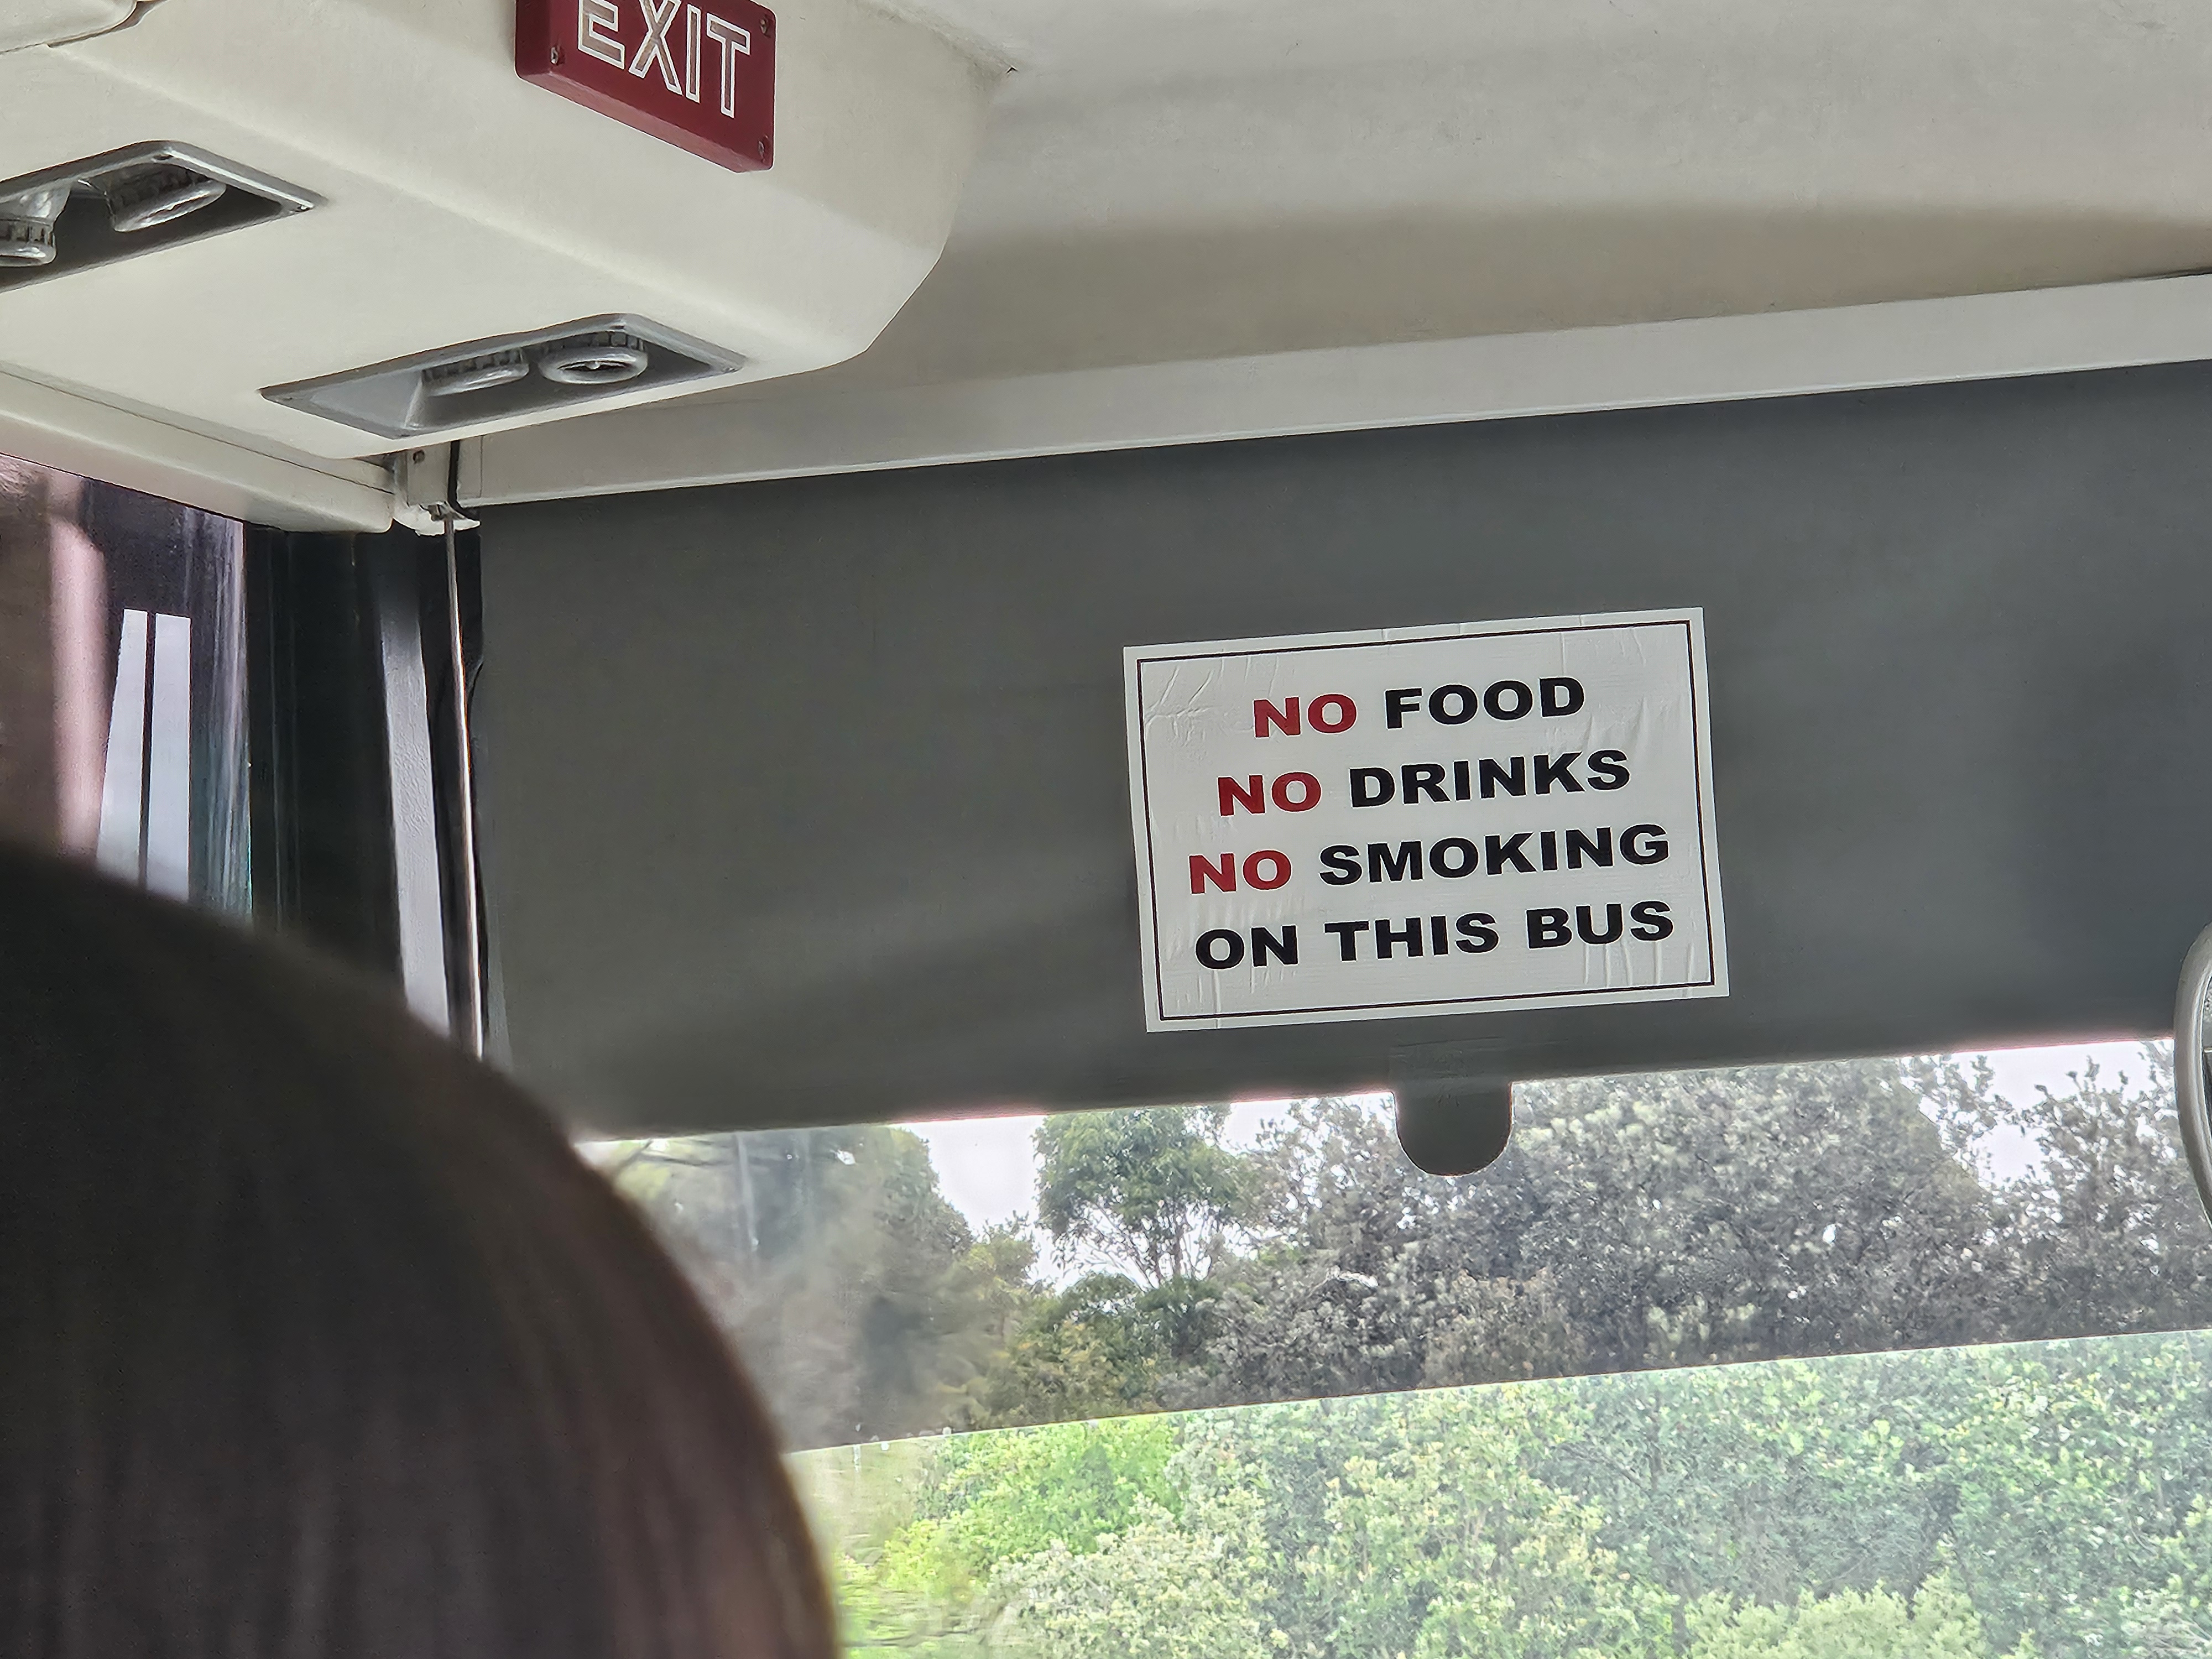 EXIT
NO FOOD
NO DRINKS
NO SMOKING
ON THIS BUS